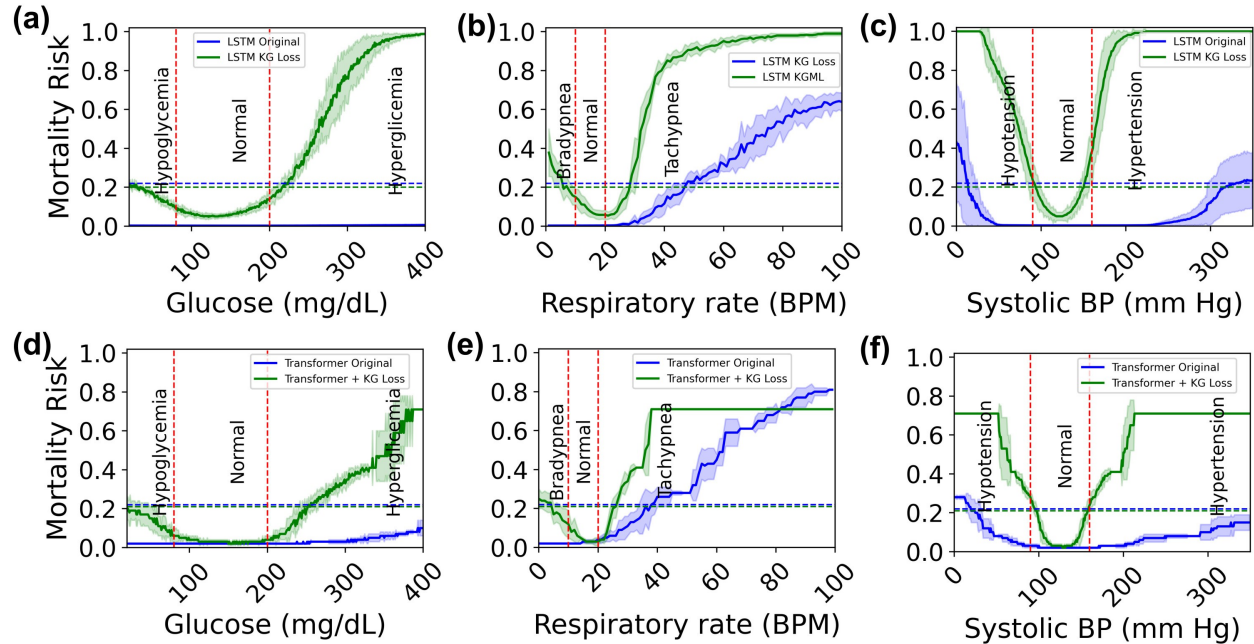 (a)
Mortality Risk
1.0
0.8
0.6
0.4
0.2
0.0
LSTM Original
LSTM KG Loss
Hypoglycemia
Normal
Hyperglicemia
100
200
300
400
Glucose (mg/dL)
(b)
1.0
0.8
0.6
0.4
0.2
0.0
LSTM KG Loss
LSTM KGML
Bradypnea
Normal
Tachypnea
0
20
40
60
80
100
Respiratory rate (BPM)
(c)
1.0
0.8
0.6
0.4
0.2
0.0
LSTM Original
LSTM KG Loss
Hypotension
Normal
Hypertension
0
100
200
300
Systolic BP (mm Hg)
(d)
Mortality Risk
1.0
0.8
0.6
0.4
0.2
0.0
Transformer Original
Transformer + KG Loss
Hypoglycemia
Normal
Hyperglicemia
100
200
300
400
Glucose (mg/dL)
(e)
1.0
0.8
0.6
0.4
0.2
0.0
Transformer Original
Transformer + KG Loss
Bradypnea
Normal
Tachypnea
0
20
40
60
80
100
Respiratory rate (BPM)
(f)
1.0
0.8
0.6
0.4
0.2
0.0
Transformer Original
Transformer + KG Loss
Hypotension
Normal
Hypertension
0
100
200
300
Systolic BP (mm Hg)